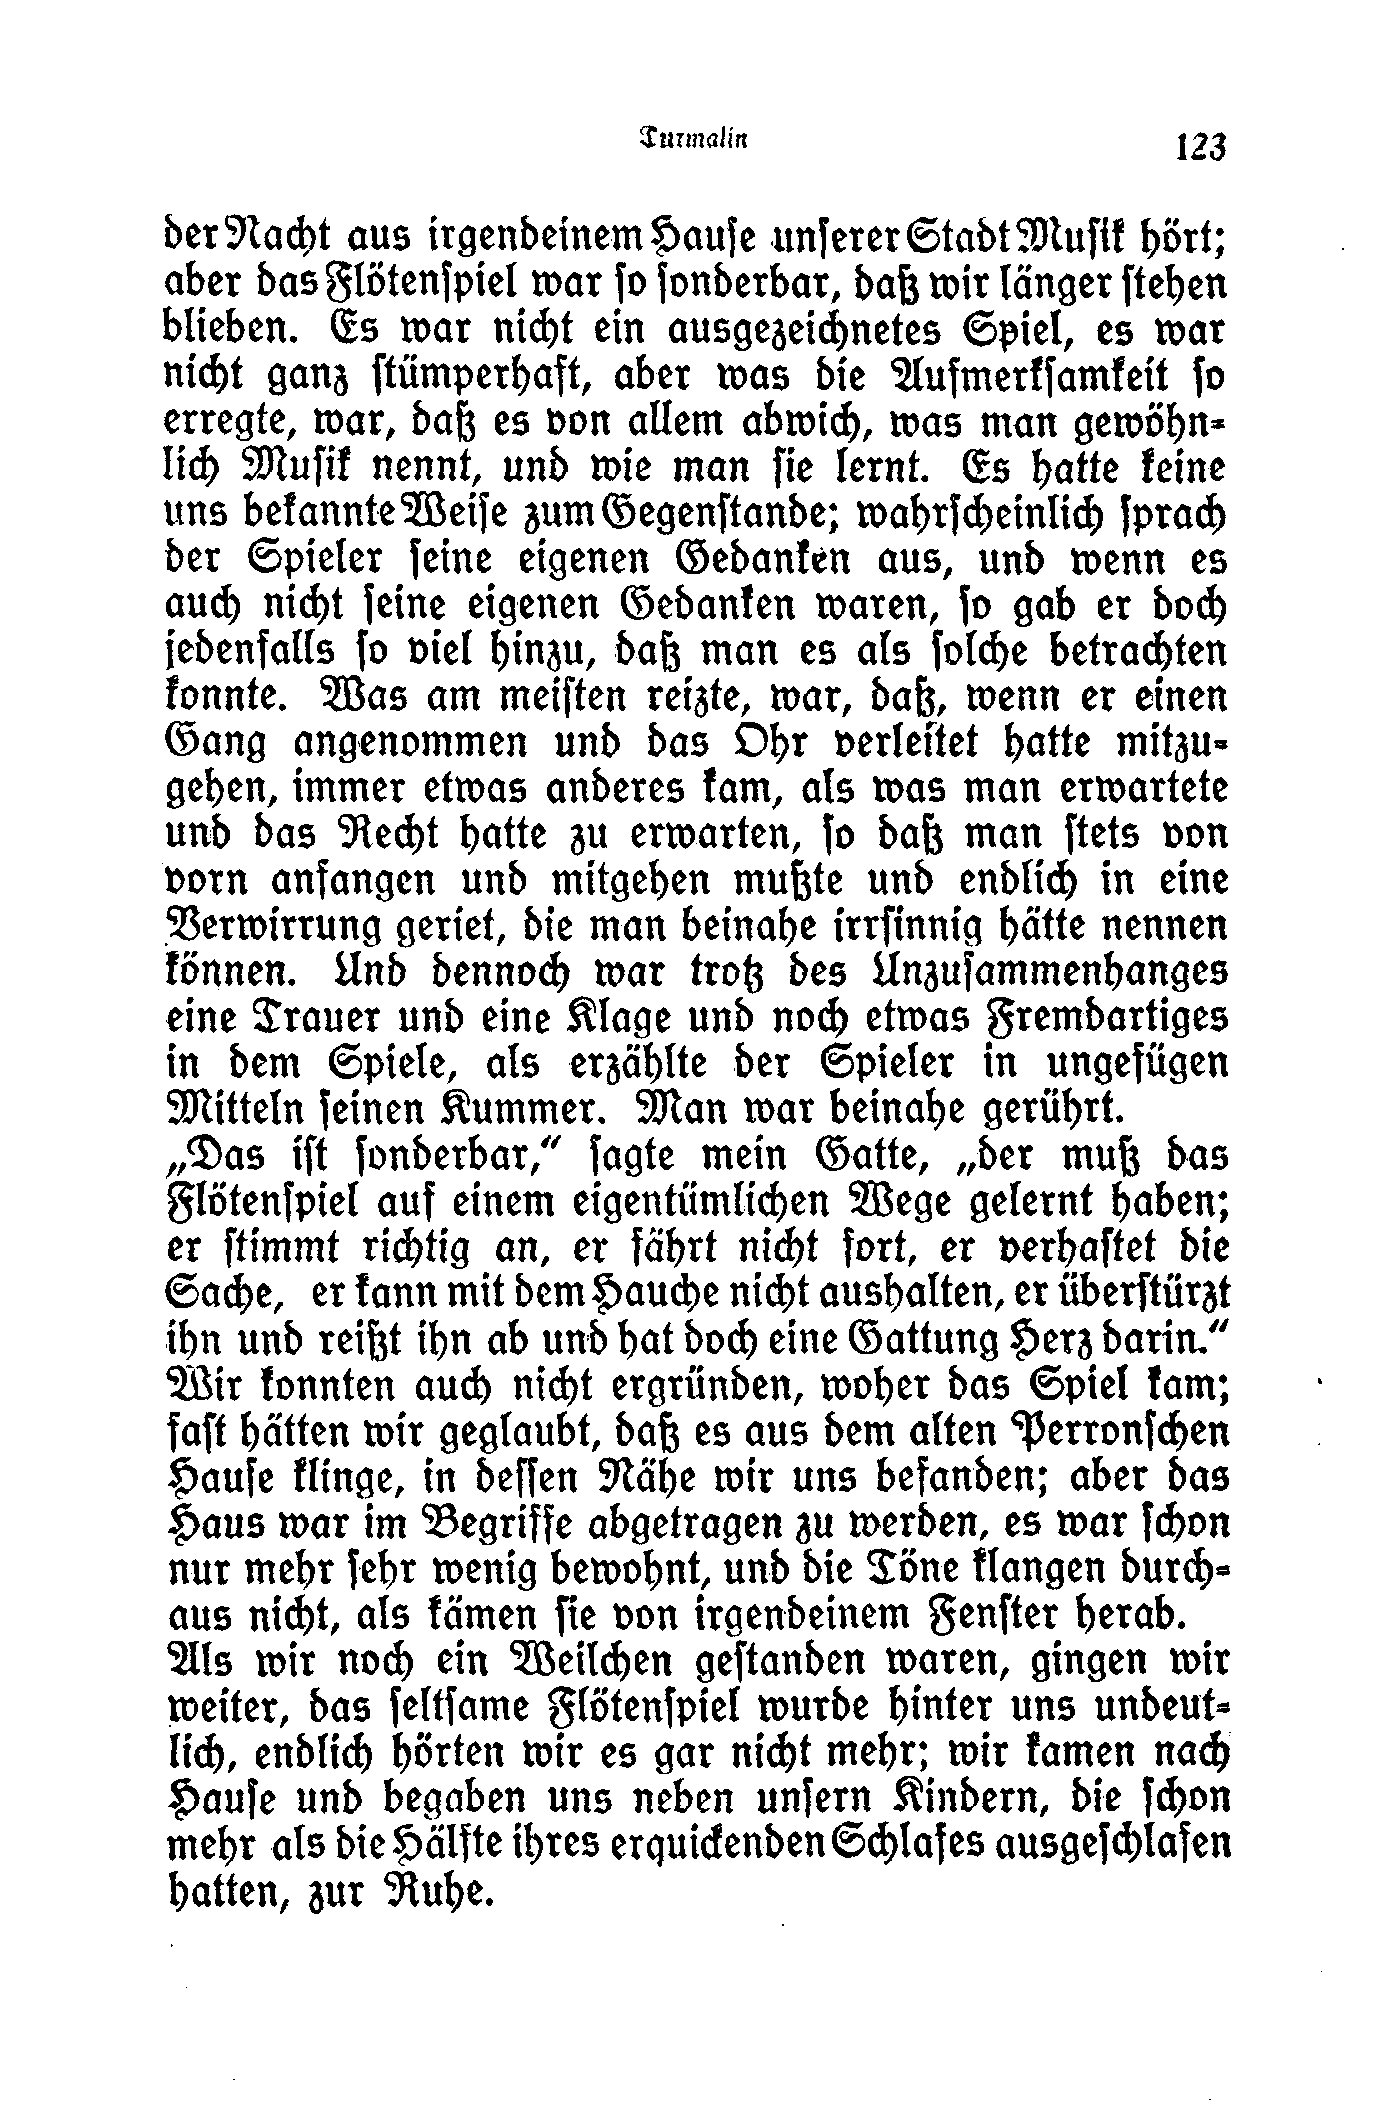 Turmalin
123
der Nacht aus irgendeinem Hause unserer Stadt Musik hört;
aber das Flötenspiel war so sonderbar, daß wir länger stehen
blieben. Es war nicht ein ausgezeichnetes Spiel, es war
nicht ganz stümperhaft, aber was die Aufmerksamkeit so
erregte, war, daß es von allem abwich, was man gewöhn-
lich Musik nennt, und wie man sie lernt. Es hatte keine
uns bekannte Weise zum Gegenstande; wahrscheinlich sprach
der Spieler seine eigenen Gedanken aus, und wenn es
auch nicht seine eigenen Gedanken waren, so gab er doch
jedenfalls so viel hinzu, daß man es als solche betrachten
konnte. Was am meisten reizte, war, daß, wenn er einen
Gang angenommen und das Ohr verleitet hatte mitzu-
gehen, immer etwas anderes kam, als was man erwartete
und das Recht hatte zu erwarten, so daß man stets von
vorn anfangen und mitgehen mußte und endlich in eine
Verwirrung geriet, die man beinahe irrsinnig hätte nennen
können. Und dennoch war trotz des Unzusammenhanges
eine Trauer und eine Klage und noch etwas Fremdartiges
in dem Spiele, als erzählte der Spieler in ungefügen
Mitteln seinen Kummer. Man war beinahe gerührt.
„Das ist sonderbar,“ sagte mein Gatte, „der muß das
Flötenspiel auf einem eigentümlichen Wege gelernt haben;
er stimmt richtig an, er fährt nicht fort, er verhastet die
Sache, er kann mit dem Hauche nicht aushalten, er überstürzt
ihn und reißt ihn ab und hat doch eine Gattung Herz darin.“
Wir konnten auch nicht ergründen, woher das Spiel kam;
fast hätten wir geglaubt, daß es aus dem alten Perronschen
Hause klinge, in dessen Nähe wir uns befanden; aber das
Haus war im Begriffe abgetragen zu werden, es war schon
nur mehr sehr wenig bewohnt, und die Töne klangen durch-
aus nicht, als kämen sie von irgendeinem Fenster herab.
Als wir noch ein Weilchen gestanden waren, gingen wir
weiter, das seltsame Flötenspiel wurde hinter uns undeut-
lich, endlich hörten wir es gar nicht mehr; wir kamen nach
Hause und begaben uns neben unsern Kindern, die schon
mehr als die Hälfte ihres erquickenden Schlafes ausgeschlafen
hatten, zur Ruhe.